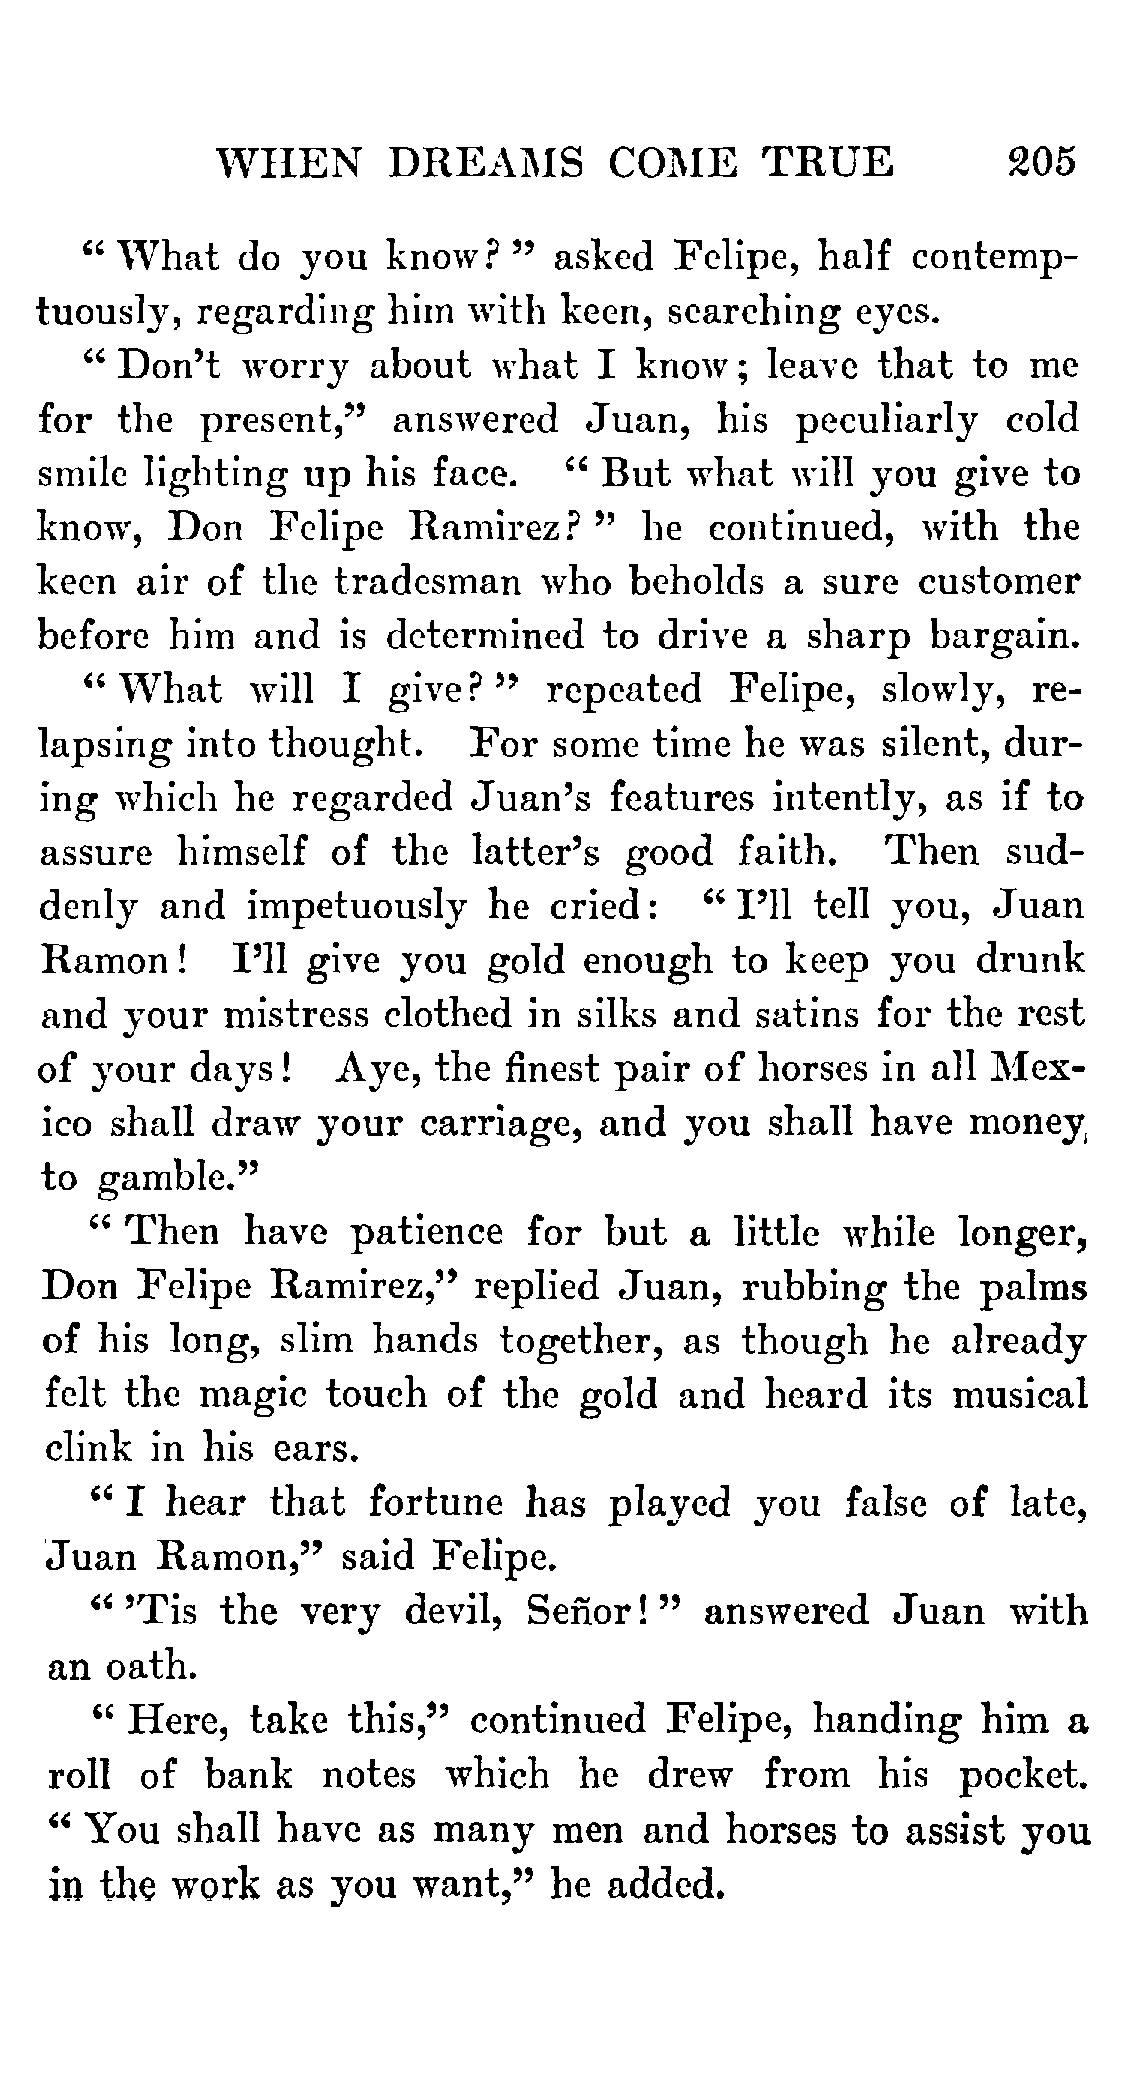 WHEN DREAMS COME TRUE 205
“ What do you know? ” asked Felipe, half contemp-
tuously, regarding him with keen, searching eyes.
“ Don’t worry about what I know; leave that to me
for the present,” answered Juan, his peculiarly cold
smile lighting up his face. “ But what will you give to
know, Don Felipe Ramirez? ” he continued, with the
keen air of the tradesman who beholds a sure customer
before him and is determined to drive a sharp bargain.
“ What will I give? ” repeated Felipe, slowly, re-
lapsing into thought. For some time he was silent, dur-
ing which he regarded Juan’s features intently, as if to
assure himself of the latter’s good faith. Then sud-
denly and impetuously he cried: “ I’ll tell you, Juan
Ramon! I’ll give you gold enough to keep you drunk
and your mistress clothed in silks and satins for the rest
of your days! Aye, the finest pair of horses in all Mex-
ico shall draw your carriage, and you shall have money
to gamble.”
“ Then have patience for but a little while longer,
Don Felipe Ramirez,” replied Juan, rubbing the palms
of his long, slim hands together, as though he already
felt the magic touch of the gold and heard its musical
clink in his ears.
“ I hear that fortune has played you false of late,
Juan Ramon,” said Felipe.
“ ’Tis the very devil, Señor! ” answered Juan with
an oath.
“ Here, take this,” continued Felipe, handing him a
roll of bank notes which he drew from his pocket.
“ You shall have as many men and horses to assist you
in the work as you want,” he added.